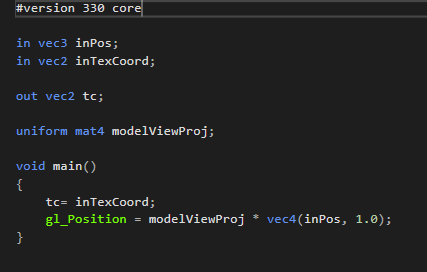 #version 330 core
in vec3 inPos;
in vec2 inTexCoord;
out vec2 tc;
uniform mat4 modelViewProj;
void main()
{
    tc= inTexCoord;
    gl_Position = modelViewProj * vec4(inPos, 1.0);
}